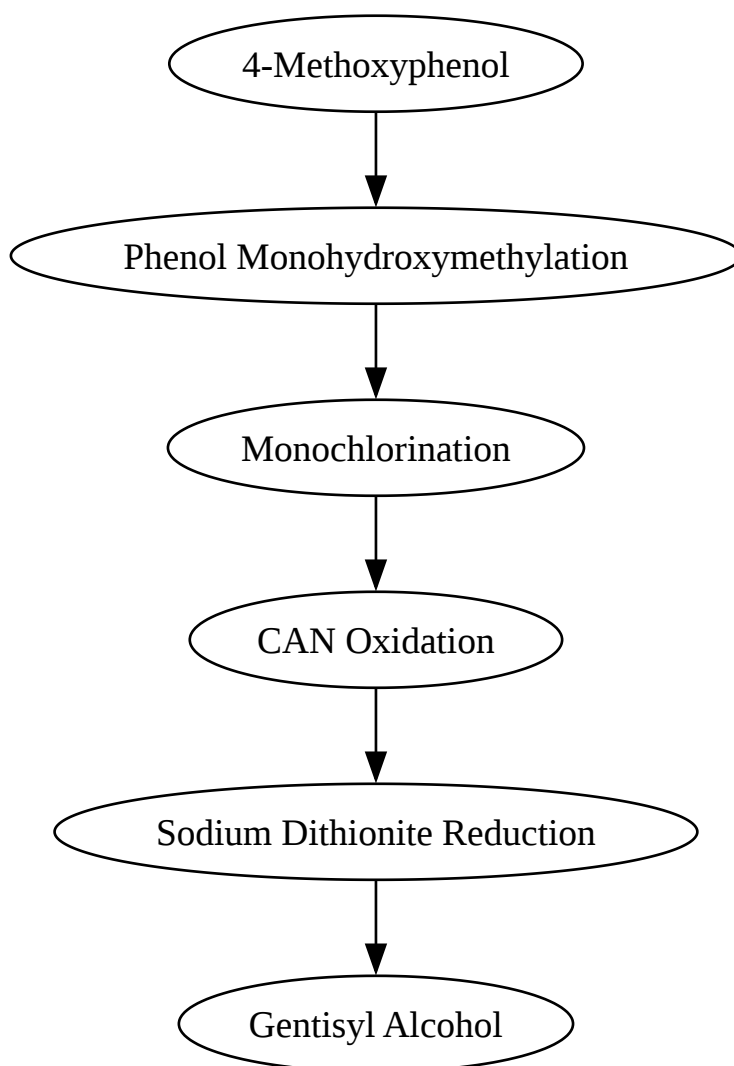 4-Methoxyphenol
Phenol Monohydroxymethylation
Monochlorination
CAN Oxidation
Sodium Dithionite Reduction
Gentisyl Alcohol